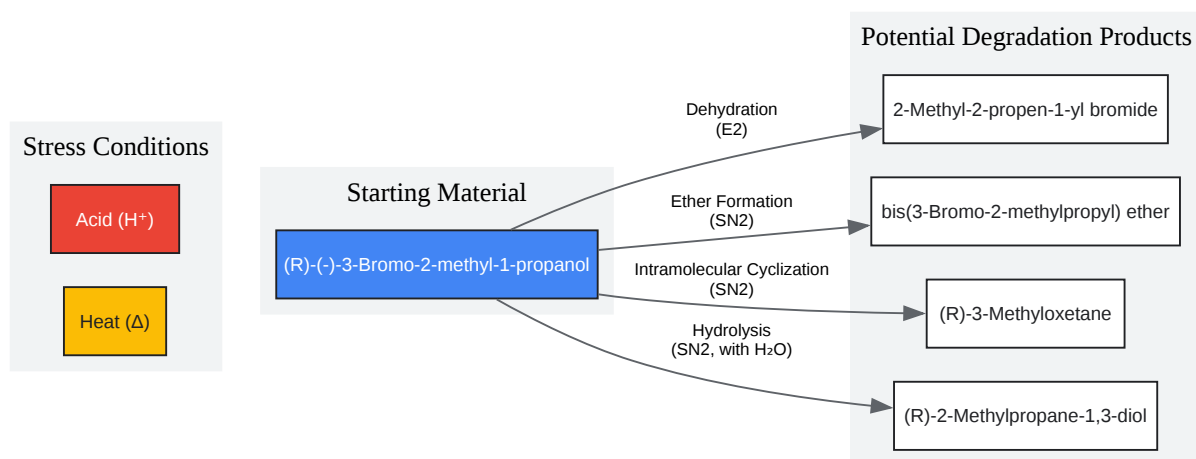 Stress Conditions
Acid (H⁺)
Heat (Δ)
Starting Material
(R)-(-)-3-Bromo-2-methyl-1-propanol
Dehydration
(E2)
Ether Formation
(SN2)
Intramolecular Cyclization
(SN2)
Hydrolysis
(SN2, with H₂O)
Potential Degradation Products
2-Methyl-2-propen-1-yl bromide
bis(3-Bromo-2-methylpropyl) ether
(R)-3-Methyloxetane
(R)-2-Methylpropane-1,3-diol